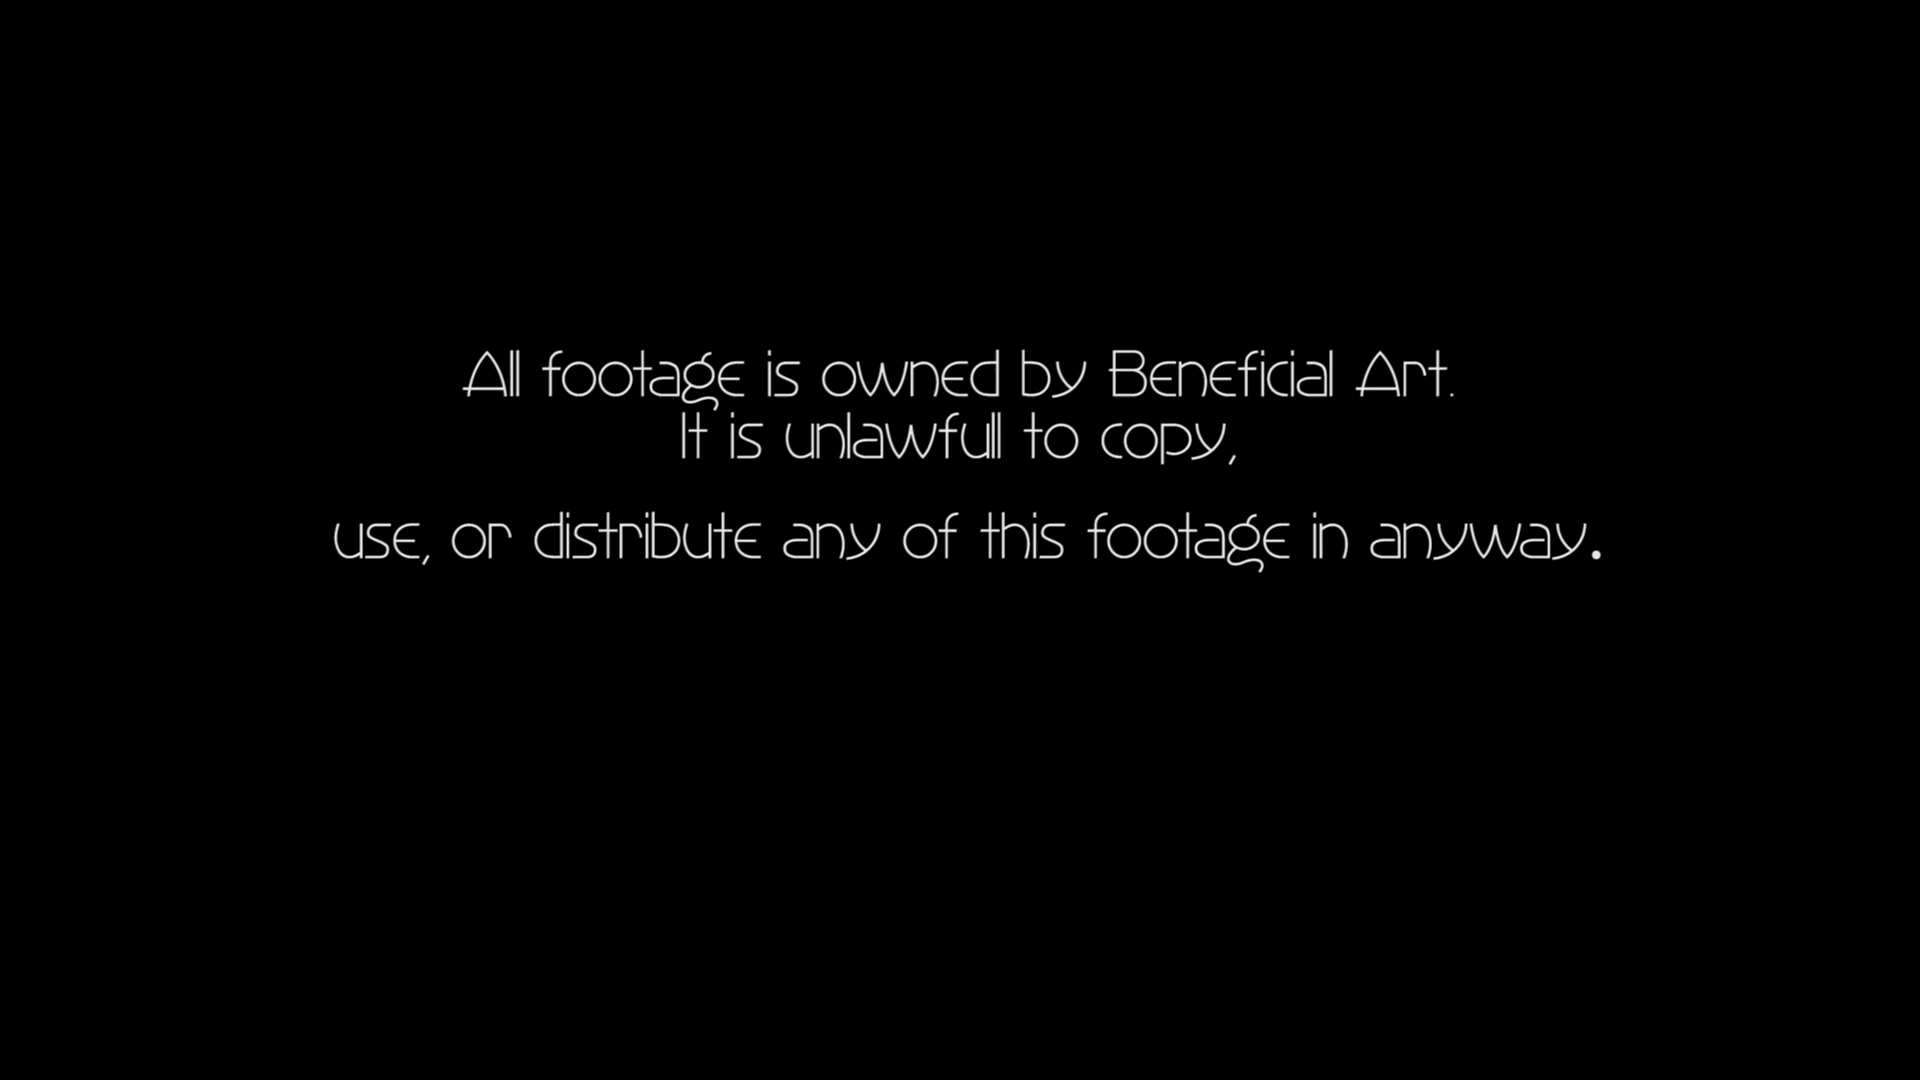 All footage is owned by Beneficial Art.
It is unlawfull to copy,
use, or distribute any of this footage in anyway.